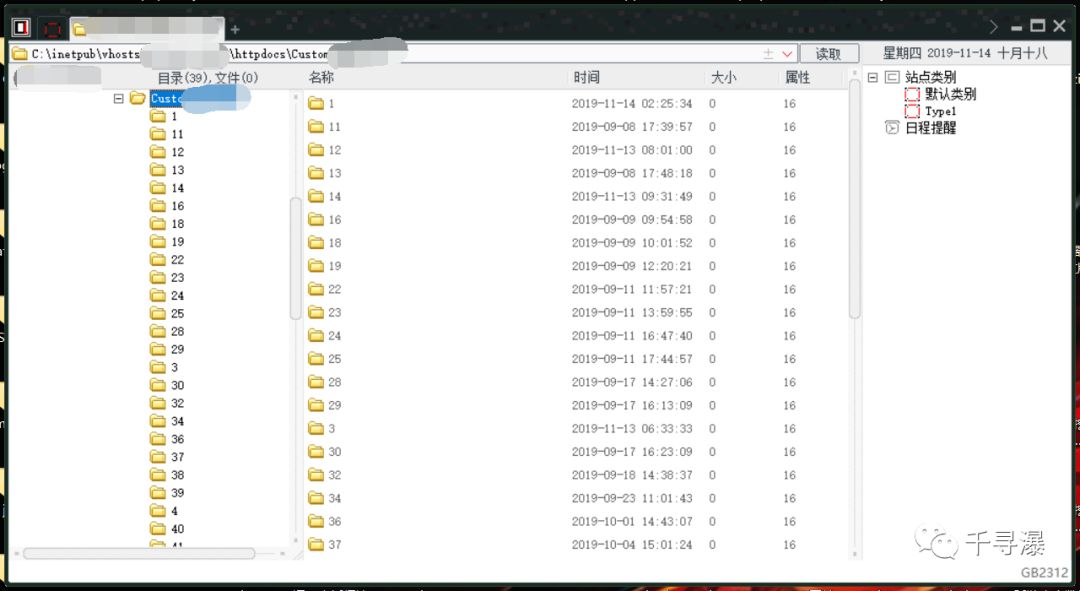 C:\inetpub\vhosts \httpdocs\Custom 读取 星期四 2019-11-14 十月十八
目录(39),文件(0) 名称 时间 大小 属性
Custo
1
11
12
13
14
16
18
19
22
23
24
25
28
29
3
30
32
34
36
37
38
39
4
40
41
1 2019-11-14 02:25:34 0 16
11 2019-09-08 17:39:57 0 16
12 2019-11-13 08:01:00 0 16
13 2019-09-08 17:48:18 0 16
14 2019-11-13 09:31:49 0 16
16 2019-09-09 09:54:58 0 16
18 2019-09-09 10:01:52 0 16
19 2019-09-09 12:20:21 0 16
22 2019-09-11 11:57:21 0 16
23 2019-09-11 13:59:55 0 16
24 2019-09-11 16:47:40 0 16
25 2019-09-11 17:44:57 0 16
28 2019-09-17 14:27:06 0 16
29 2019-09-17 16:13:09 0 16
3 2019-11-13 06:33:33 0 16
30 2019-09-17 16:23:09 0 16
32 2019-09-18 14:38:37 0 16
34 2019-09-23 11:01:43 0 16
36 2019-10-01 14:43:07 0 16
37 2019-10-04 15:01:24 0 16
站点类别
默认类别
Type1
日程提醒
千寻瀑
GB2312